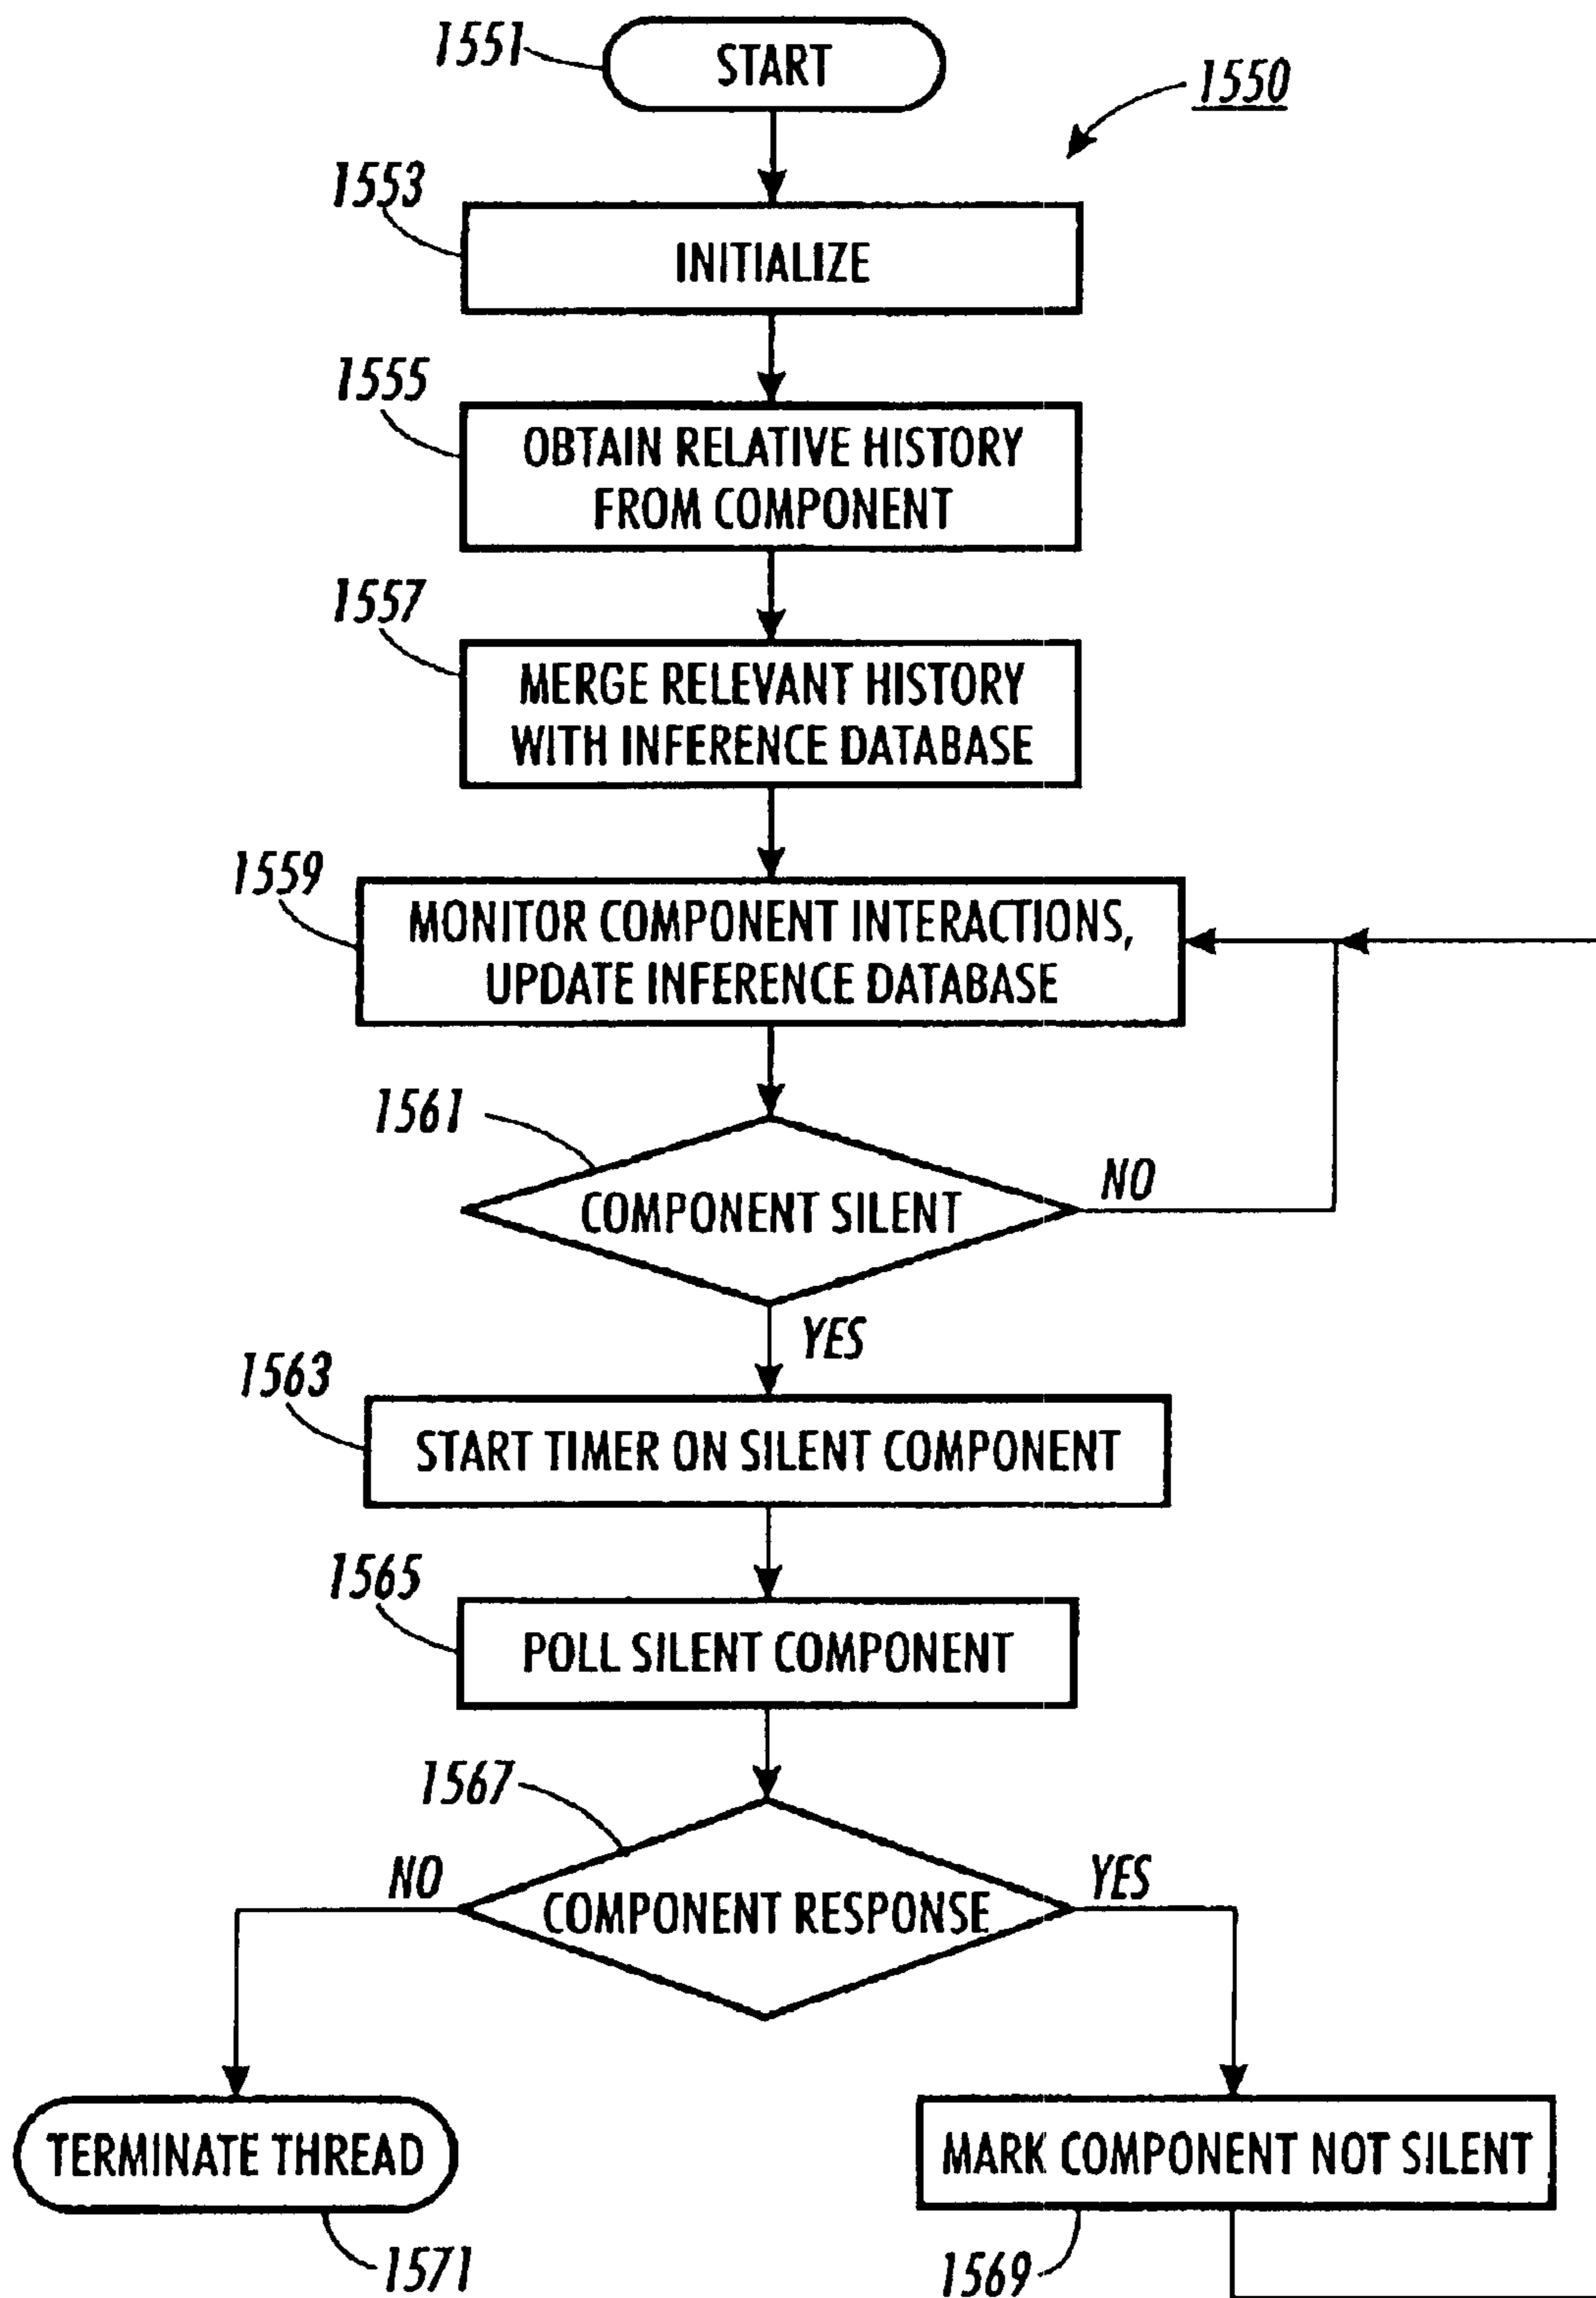 1551
START
1550
1553
INITIALIZE
1555
OBTAIN RELATIVE HISTORY
FROM COMPONENT
1557
MERGE RELEVANT HISTORY
WITH INFERENCE DATABASE
1559
MONITOR COMPONENT INTERACTIONS,
UPDATE INFERENCE DATABASE
1561
COMPONENT SILENT
NO
YES
1563
START TIMER ON SILENT COMPONENT
1565
POLL SILENT COMPONENT
1567
NO
COMPONENT RESPONSE
YES
TERMINATE THREAD
MARK COMPONENT NOT SILENT
1571
1569